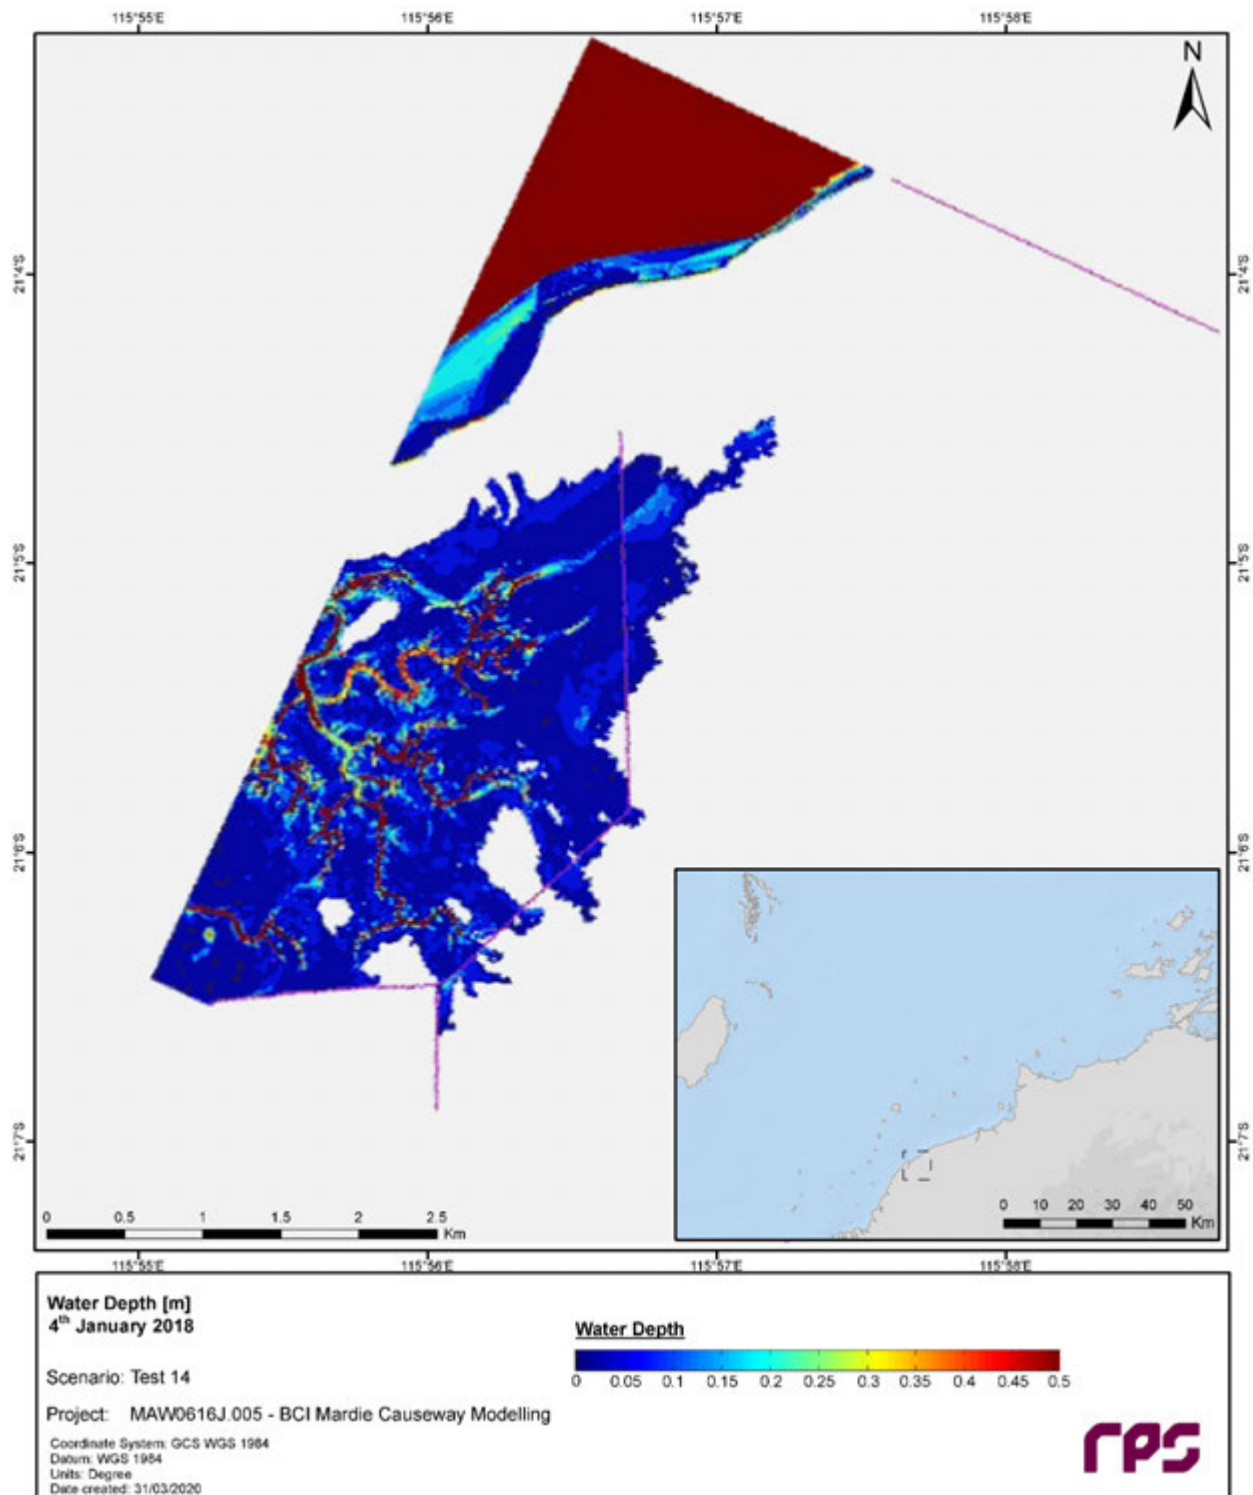 115°55'E 115°56'E 115°57'E 115°58'E
N
21°4'S 21°4'S
21°5'S 21°5'S
21°6'S 21°6'S
21°7'S 21°7'S
0 0.5 1 1.5 2 2.5
Km
0 10 20 30 40 50
Km
115°55'E 115°56'E 115°57'E 115°58'E
Water Depth [m]
4th January 2018
Scenario: Test 14
Project: MAW0616J.005 - BCI Mardie Causeway Modelling
Coordinate System: GCS WGS 1984
Datum: WGS 1984
Units: Degree
Date created: 31/03/2020
Water Depth
0 0.05 0.1 0.15 0.2 0.25 0.3 0.35 0.4 0.45 0.5
rps